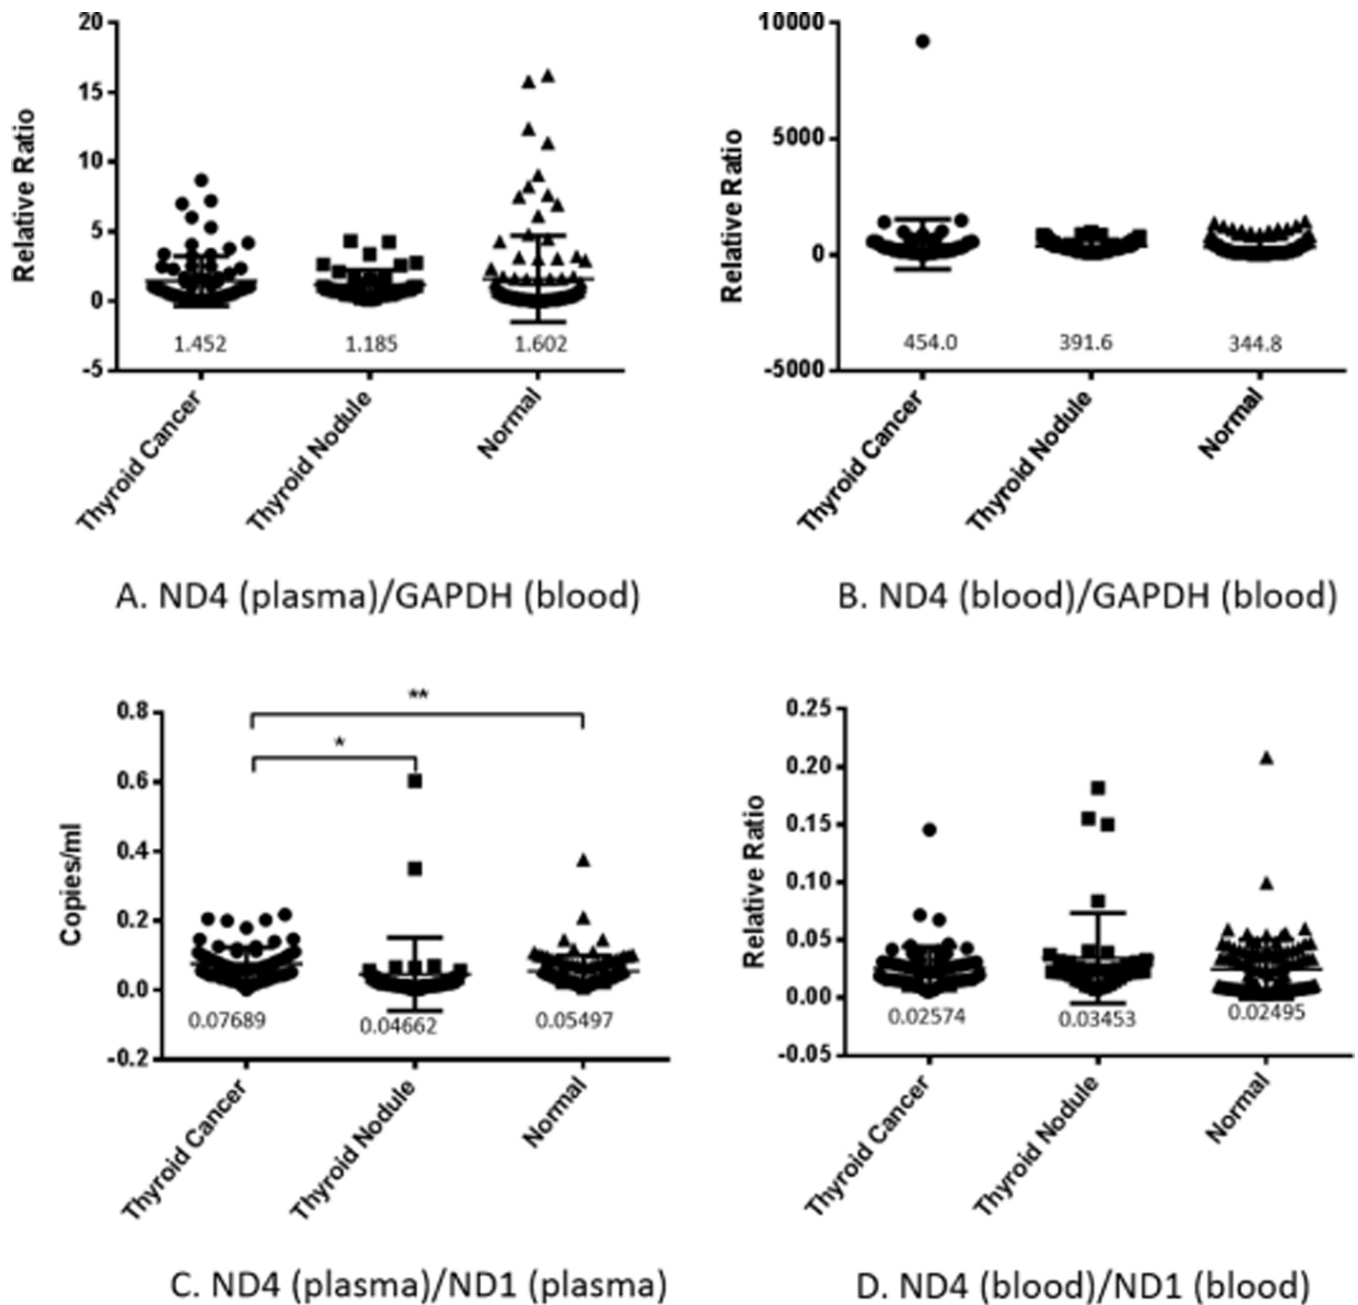 20
15
10
5
0
-5
Relative Ratio
1.452
1.185
1.602
Thyroid Cancer
Thyroid Nodule
Normal
A. ND4 (plasma)/GAPDH (blood)
10000
5000
0
-5000
Relative Ratio
454.0
391.6
344.8
Thyroid Cancer
Thyroid Nodule
Normal
B. ND4 (blood)/GAPDH (blood)
0.8
0.6
0.4
0.2
0.0
-0.2
Copies/ml
**
*
0.07689
0.04662
0.05497
Thyroid Cancer
Thyroid Nodule
Normal
C. ND4 (plasma)/ND1 (plasma)
0.25
0.20
0.15
0.10
0.05
0.00
-0.05
Relative Ratio
0.02574
0.03453
0.02495
Thyroid Cancer
Thyroid Nodule
Normal
D. ND4 (blood)/ND1 (blood)